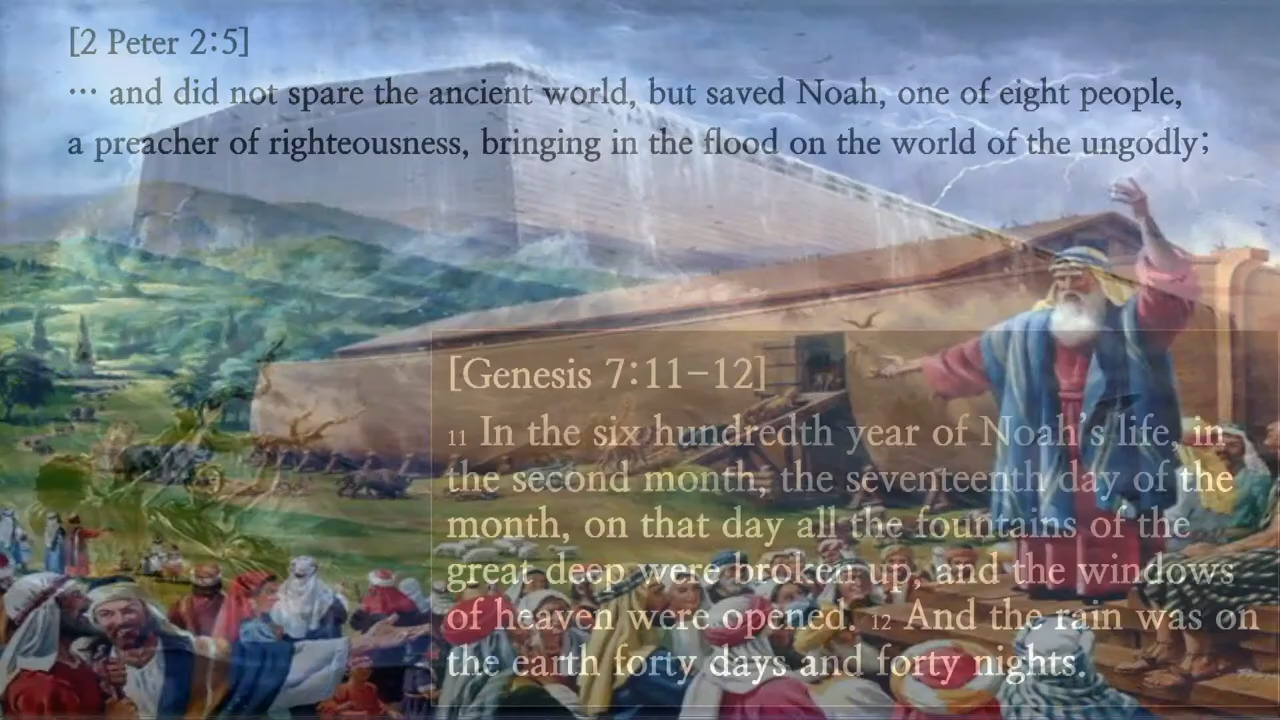 [2 Peter 2:5]
··· and did not spare the ancient world, but saved Noah, one of eight people,
a preacher of righteousness, bringing in the flood on the world of the ungodly;
[Genesis 7:11-12]
11 In the six hundredth year of Noah's life, in
the second month, the seventeenth day of the
month, on that day all the fountains of the
great deep were broken up, and the windows
of heaven were opened. 12 And the rain was on
the earth forty days and forty nights.